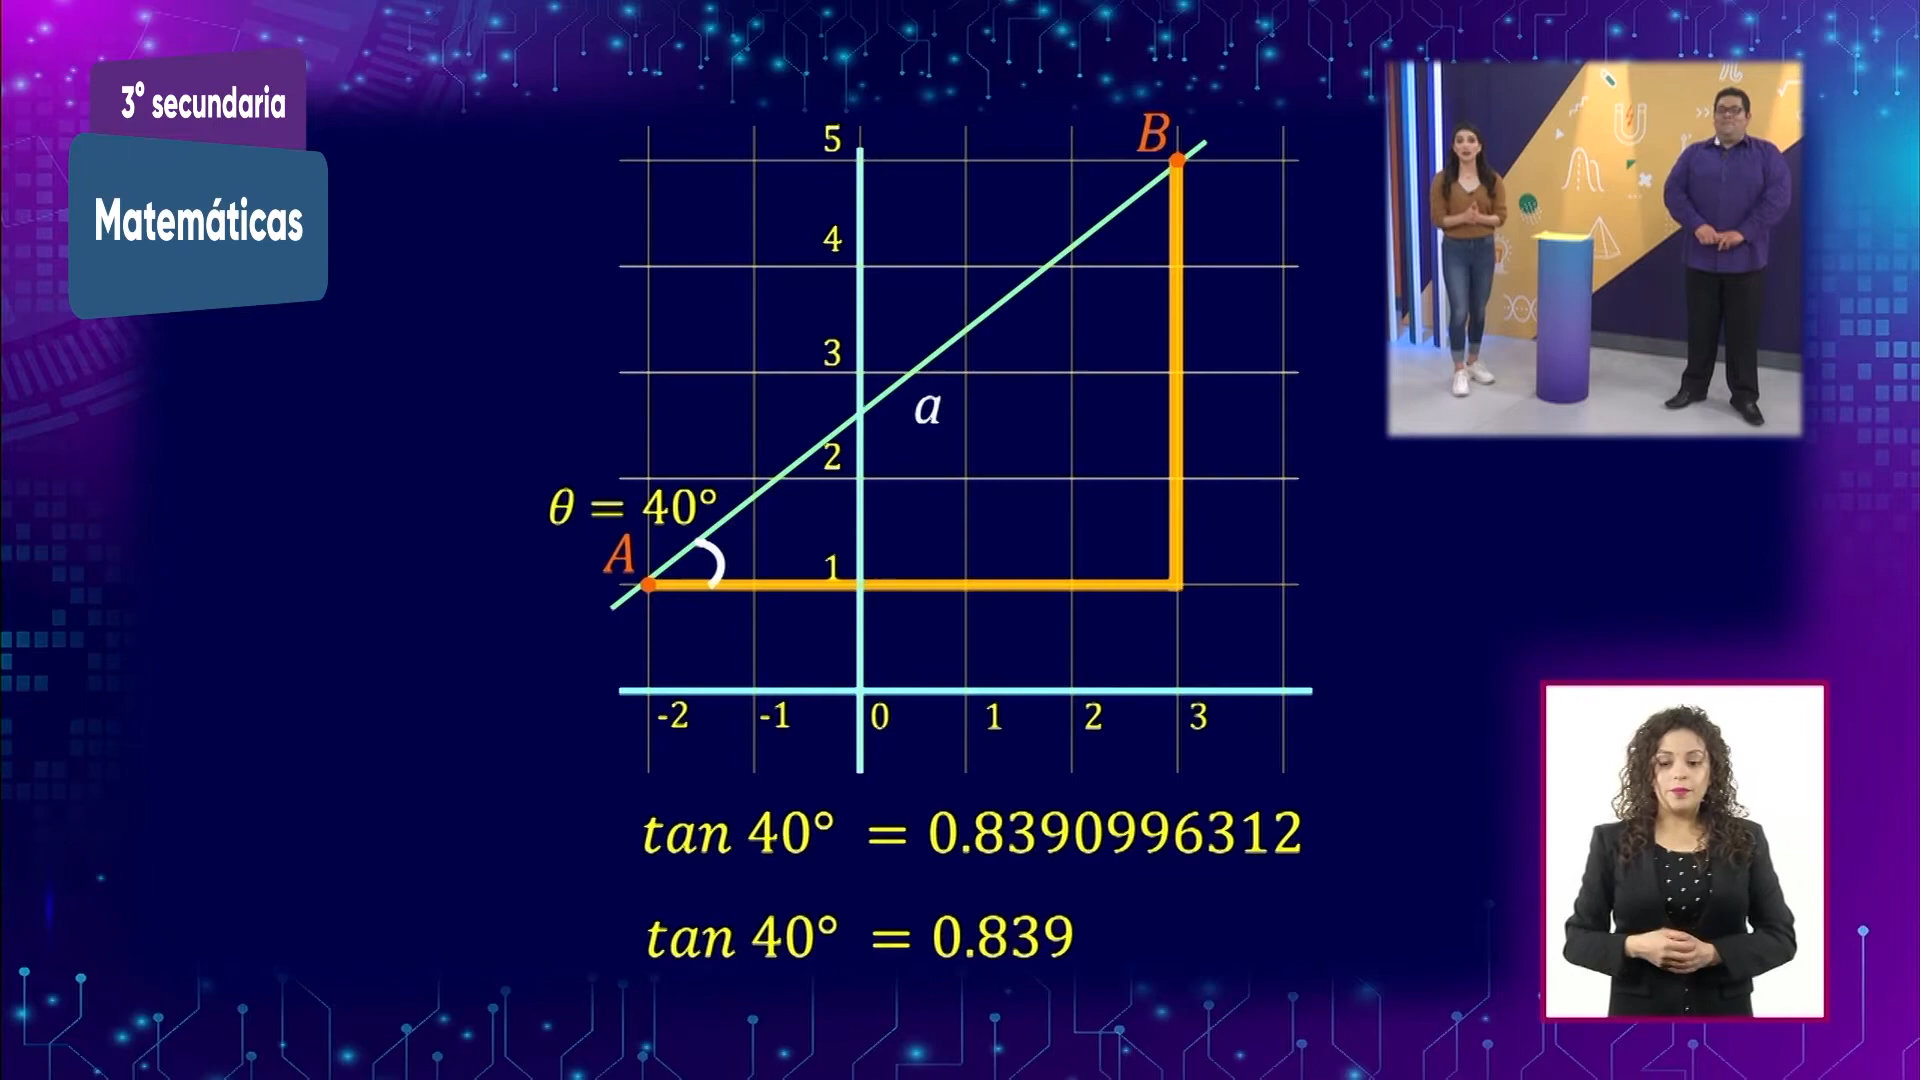 3° secundaria
Matemáticas
5
B
4
3
a
2
θ = 40°
A
1
-2 -1 0 1 2 3
tan 40° = 0.8390996312
tan 40° = 0.839